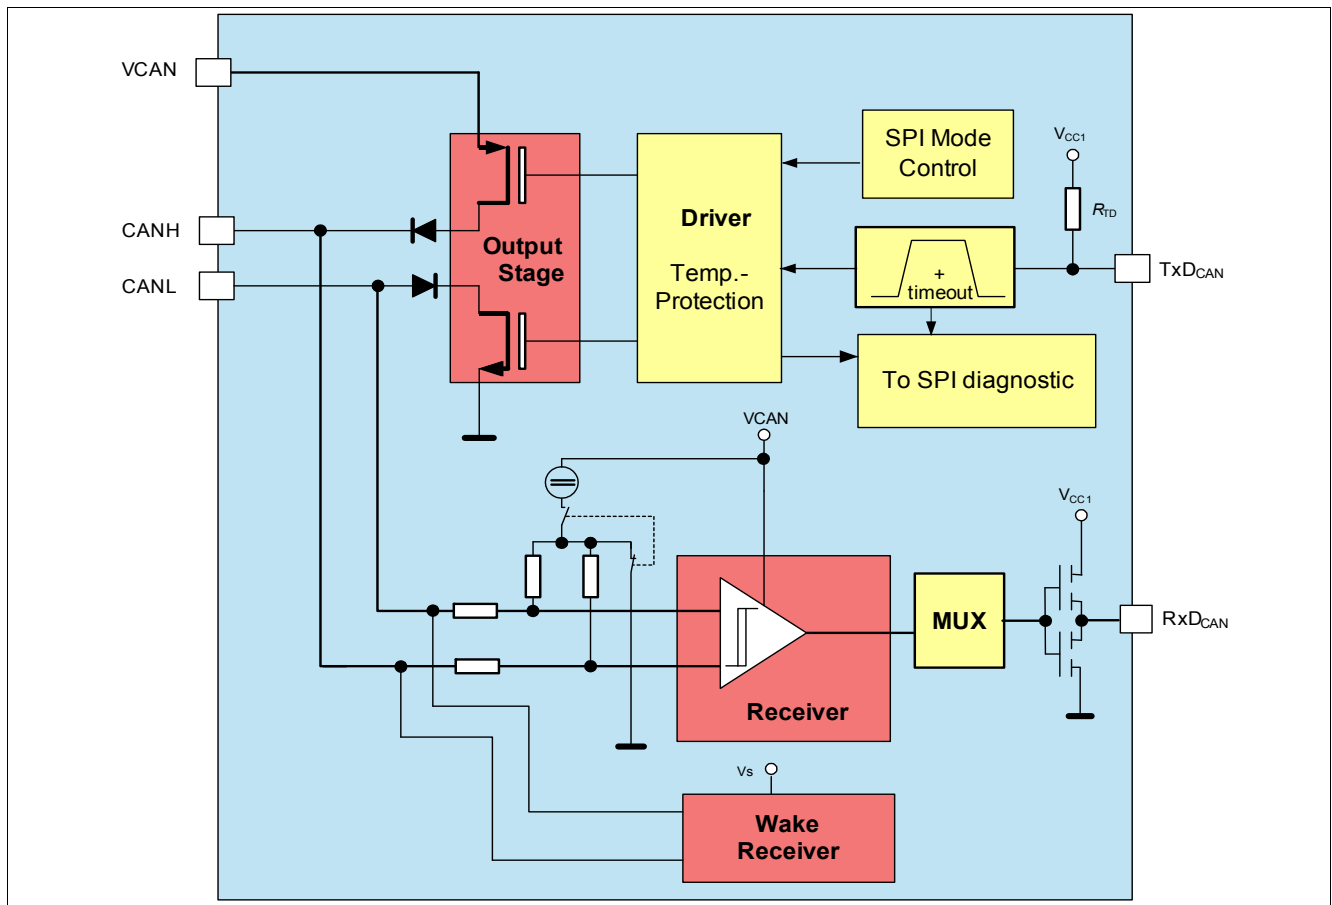 VCAN
SPI Mode
Control
VCC1
RTD
CANH
CANL
Output
Stage
Driver
Temp.-
Protection
+
timeout
TxDCAN
To SPI diagnostic
VCAN
VCC1
MUX
RxDCAN
Receiver
Vs
Wake
Receiver